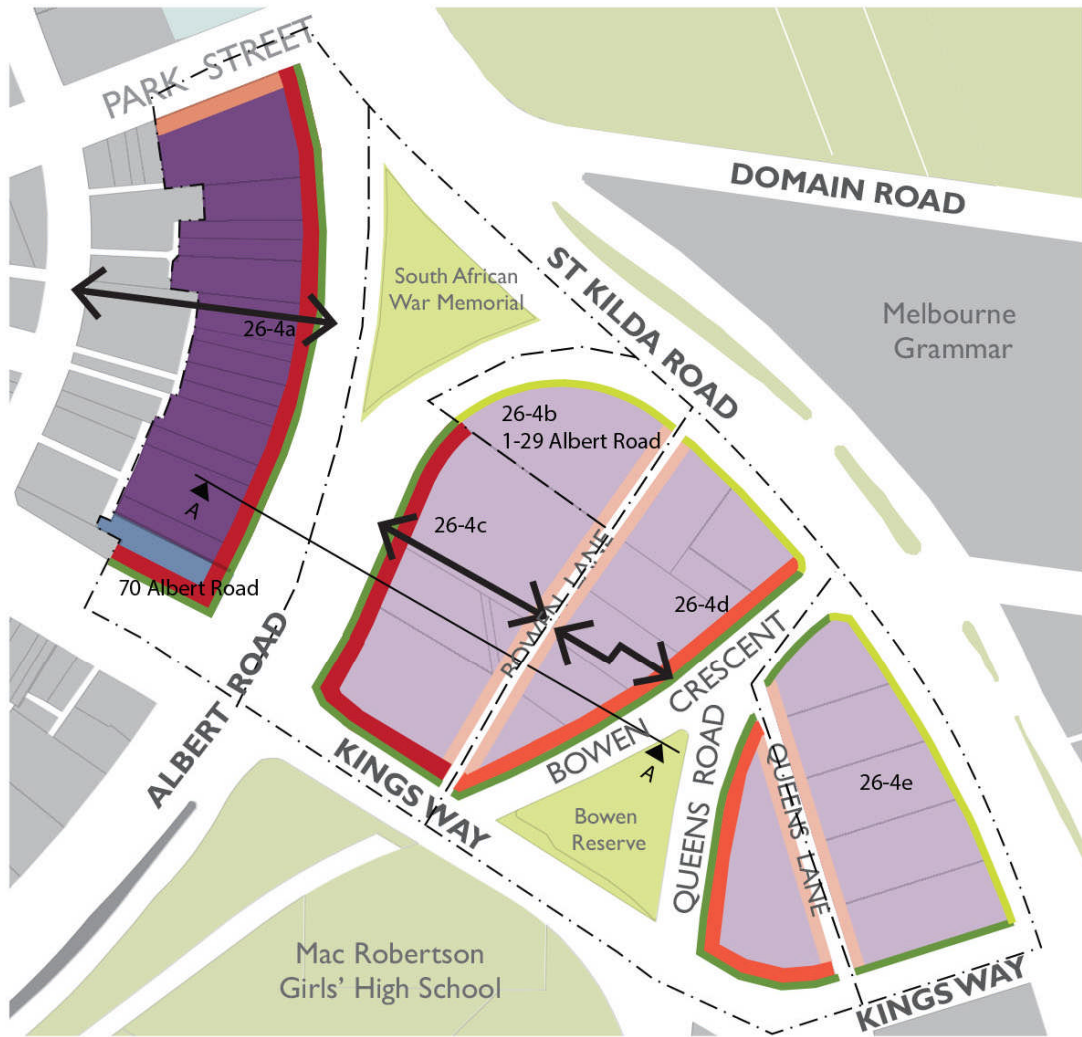 PARK STREET
DOMAIN ROAD
South African
War Memorial
ST KILDA ROAD
Melbourne
Grammar
26-4a
26-4b
1-29 Albert Road
26-4c
A
ROWEN LANE
70 Albert Road
26-4d
ALBERT ROAD
KINGS WAY
BOWEN CRESCENT
A
QUEENS ROAD
QUEENS LANE
26-4e
Bowen
Reserve
Mac Robertson
Girls' High School
KINGS WAY